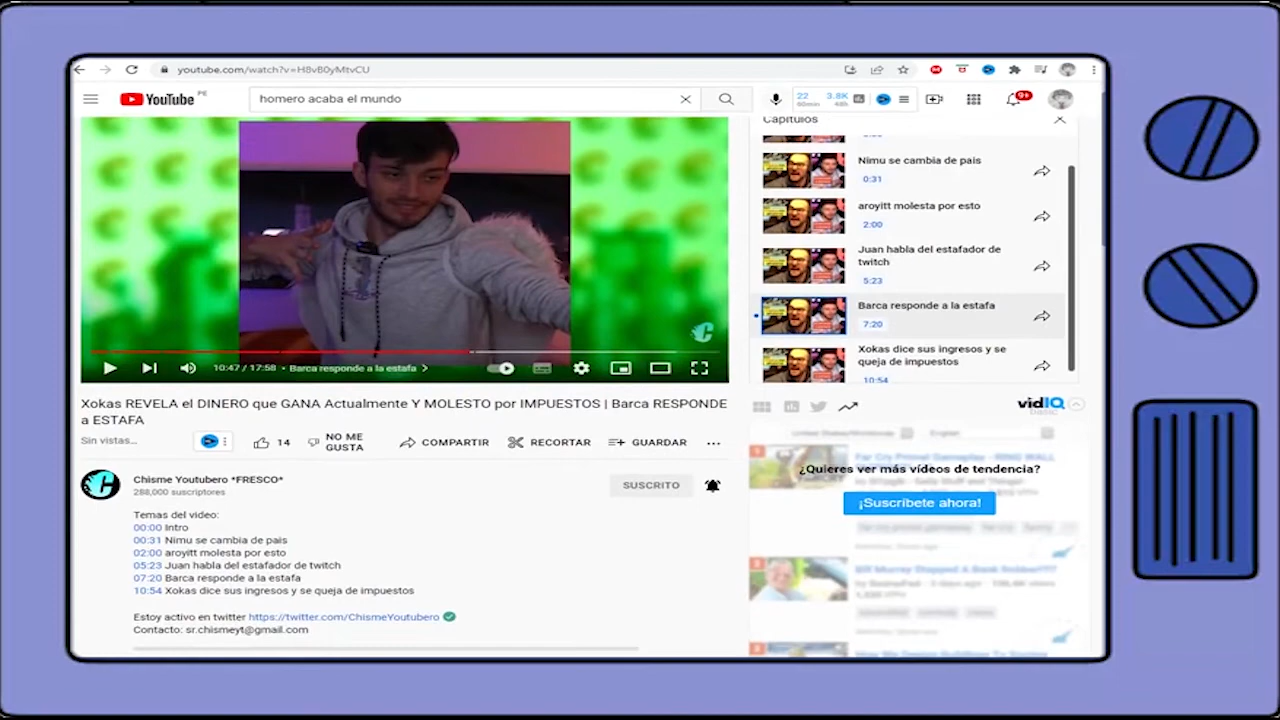 youtube.com/watch?v=H8vB0yMtvCU
YouTube PE
homero acaba el mundo
22 3.8K
60min 48h
9+
Capítulos
Nimu se cambia de pais
0:31
aroyitt molesta por esto
2:00
Juan habla del estafador de
twitch
5:23
Barca responde a la estafa
7:20
Xokas dice sus ingresos y se
queja de impuestos
10:54
10:47 / 17:58 • Barca responde a la estafa
Xokas REVELA el DINERO que GANA Actualmente Y MOLESTO por IMPUESTOS | Barca RESPONDE
a ESTAFA
Sin vistas...
14
NO ME
GUSTA
COMPARTIR
RECORTAR
GUARDAR
Chisme Youtubero *FRESCO*
288,000 suscriptores
SUSCRITO
Temas del video:
00:00 Intro
00:31 Nimu se cambia de pais
02:00 aroyitt molesta por esto
05:23 Juan habla del estafador de twitch
07:20 Barca responde a la estafa
10:54 Xokas dice sus ingresos y se queja de impuestos
Estoy activo en twitter https://twitter.com/ChismeYoutubero
Contacto: sr.chismeyt@gmail.com
vidIQ
¿Quieres ver más vídeos de tendencia?
¡Suscríbete ahora!